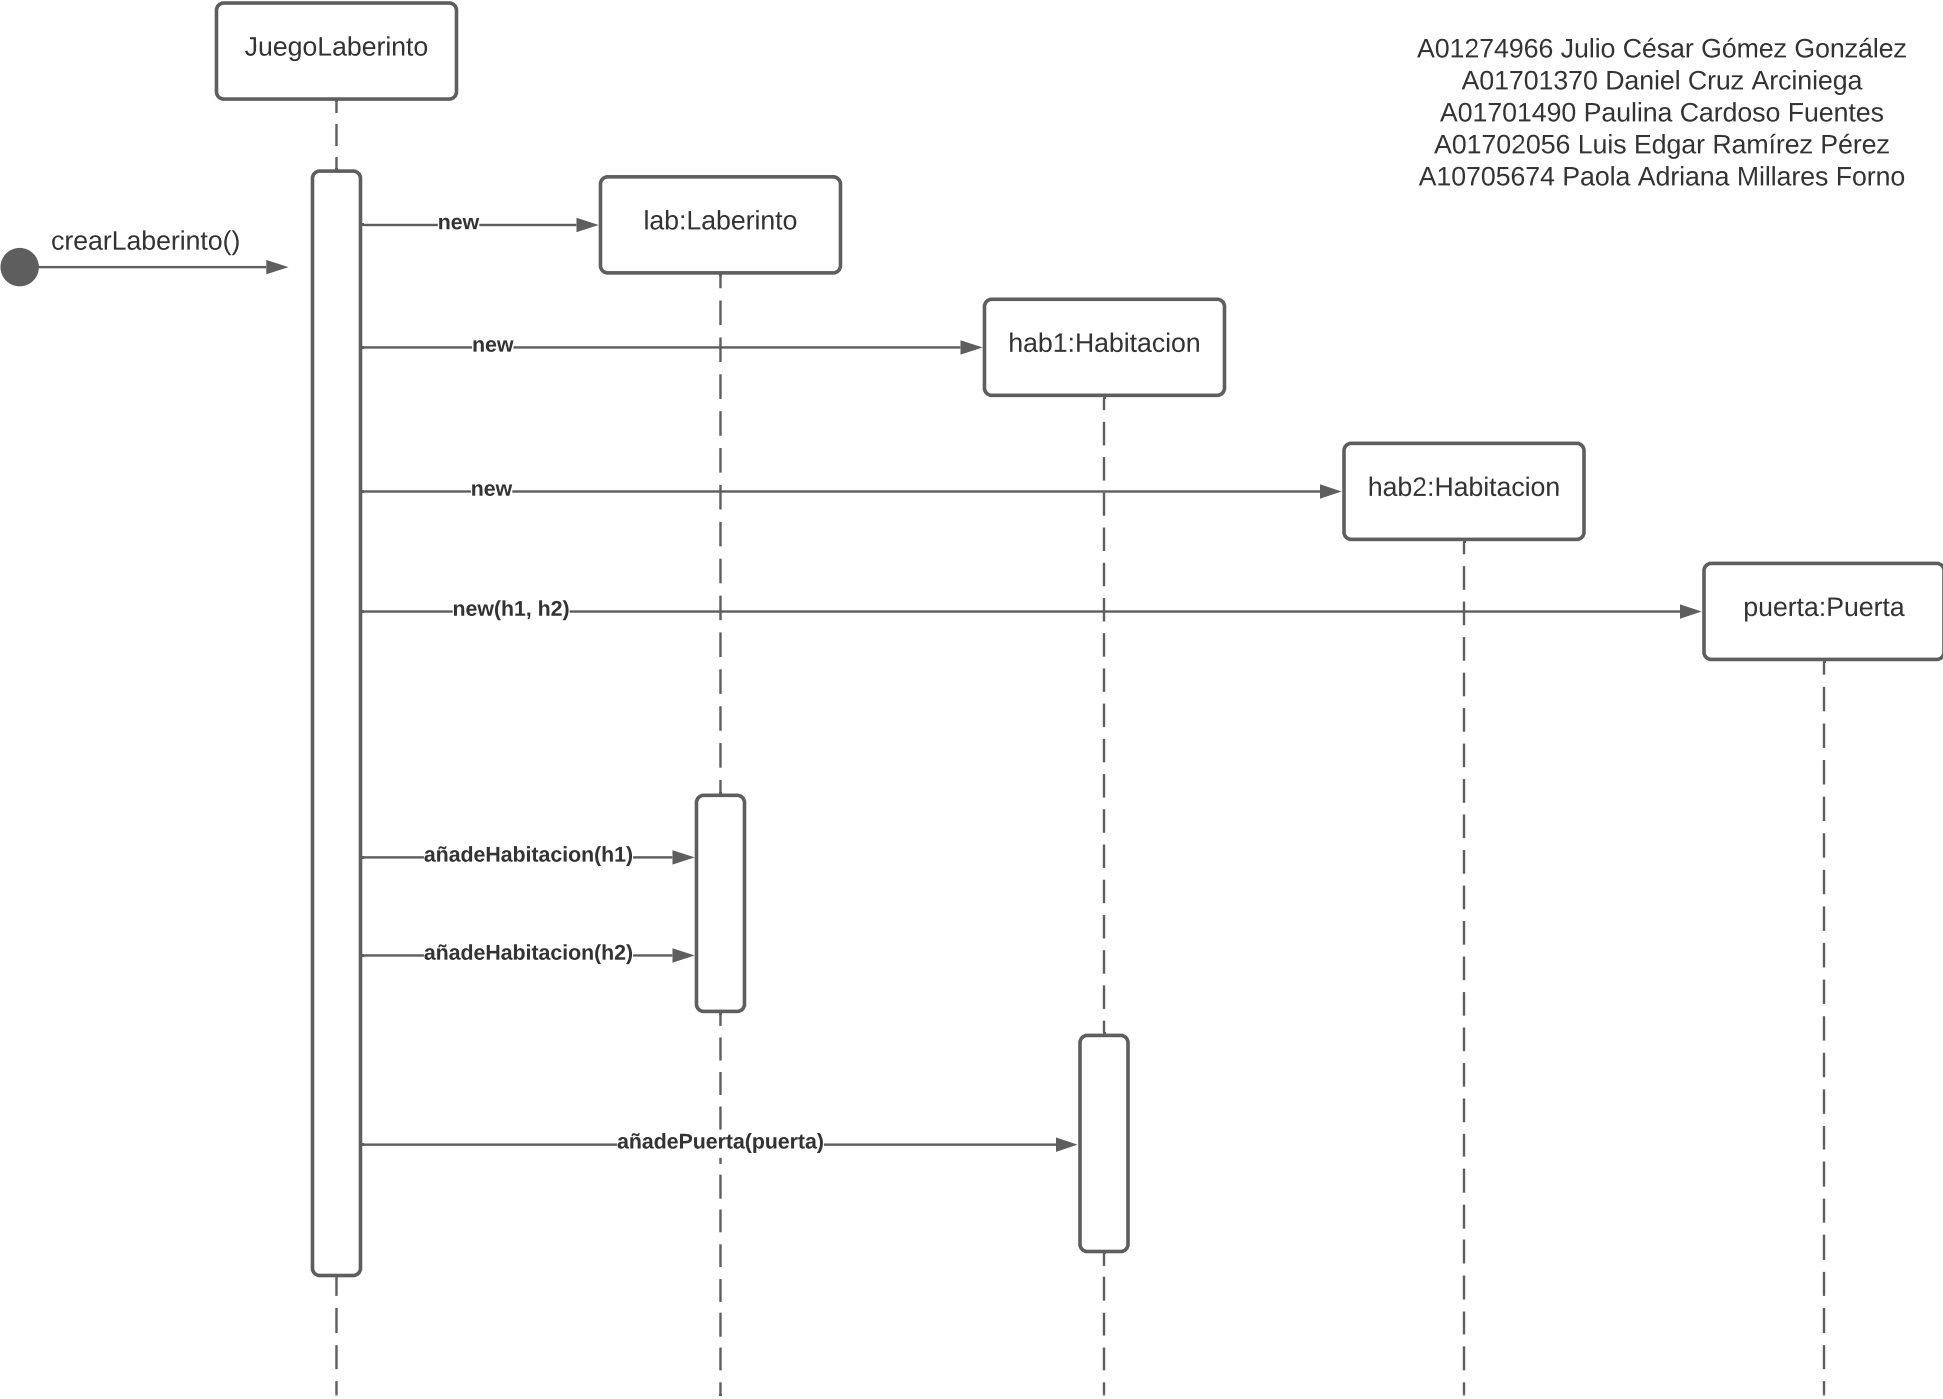 JuegoLaberinto
A01274966 Julio César Gómez González
A01701370 Daniel Cruz Arciniega
A01701490 Paulina Cardoso Fuentes
A01702056 Luis Edgar Ramírez Pérez
A10705674 Paola Adriana Millares Forno
crearLaberinto()
new
lab:Laberinto
new
hab1:Habitacion
new
hab2:Habitacion
new(h1, h2)
puerta:Puerta
añadeHabitacion(h1)
añadeHabitacion(h2)
añadePuerta(puerta)